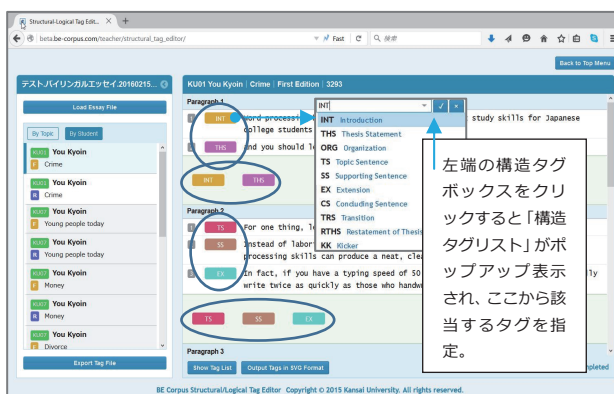 Structural-Logical Tag Edit...
beta.be-corpus.com/teacher/structural_tag_editor/
Fast
検索
Back to Top Menu
テスト.バイリンガルエッセイ.20160215...
Load Essay File
By Topic By Student
KU01 You Kyoin
F Crime
KU01 You Kyoin
R Crime
KU01 You Kyoin
F Young people today
KU01 You Kyoin
R Young people today
KU01 You Kyoin
F Money
KU01 You Kyoin
R Money
KU01 You Kyoin
F Divorce
Export Tag File
KU01 You Kyoin | Crime | First Edition | 3293
Paragraph 1
INT Word processi study skills for Japanese
college students
THS and you should l
INT THS
Paragraph 2
TS For one thing, l
SS Instead of labor
processing skills can produce a neat, clea
EX In fact, if you have a typing speed of 50 ly
write twice as quickly as those who handw
TS SS EX
Paragraph 3
Show Tag List Output Tags in SVG Format mpleted
INT
INT Introduction
THS Thesis Statement
ORG Organization
TS Topic Sentence
SS Supporting Sentence
EX Extension
CS Concluding Sentence
TRS Transition
RTHS Restatement of Thesis
KK Kicker
左端の構造タグ
ボックスをクリ
ックすると「構造
タグリスト」がポ
ップアップ表示
され、ここから該
当するタグを指
定。
BE Corpus Structural/Logical Tag Editor Copyright © 2015 Kansai University. All rights reserved.